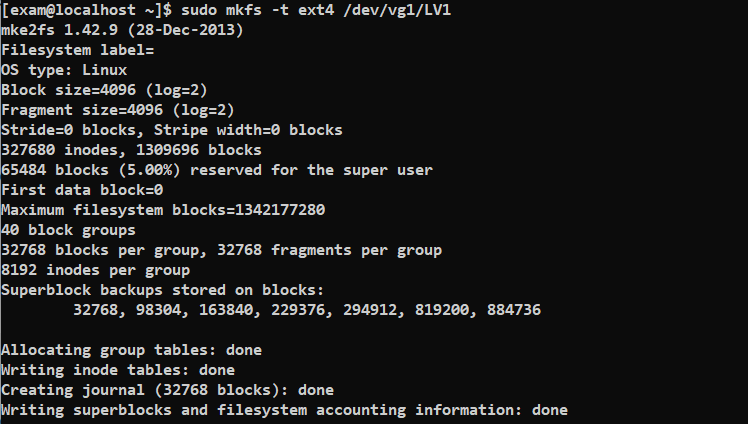 [exam@localhost ~]$ sudo mkfs -t ext4 /dev/vg1/LV1
mke2fs 1.42.9 (28-Dec-2013)
Filesystem label=
OS type: Linux
Block size=4096 (log=2)
Fragment size=4096 (log=2)
Stride=0 blocks, Stripe width=0 blocks
327680 inodes, 1309696 blocks
65484 blocks (5.00%) reserved for the super user
First data block=0
Maximum filesystem blocks=1342177280
40 block groups
32768 blocks per group, 32768 fragments per group
8192 inodes per group
Superblock backups stored on blocks:
        32768, 98304, 163840, 229376, 294912, 819200, 884736

Allocating group tables: done
Writing inode tables: done
Creating journal (32768 blocks): done
Writing superblocks and filesystem accounting information: done